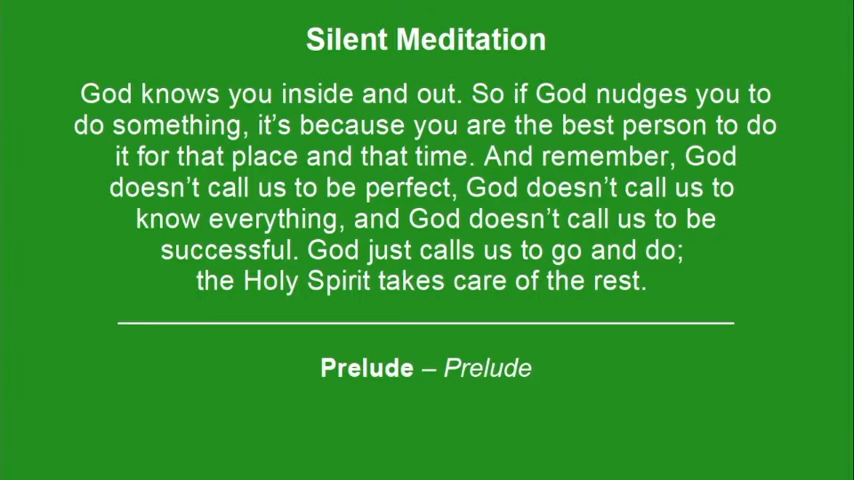 Silent Meditation
God knows you inside and out. So if God nudges you to
do something, it’s because you are the best person to do
it for that place and that time. And remember, God
doesn’t call us to be perfect, God doesn’t call us to
know everything, and God doesn’t call us to be
successful. God just calls us to go and do;
the Holy Spirit takes care of the rest.
Prelude – Prelude